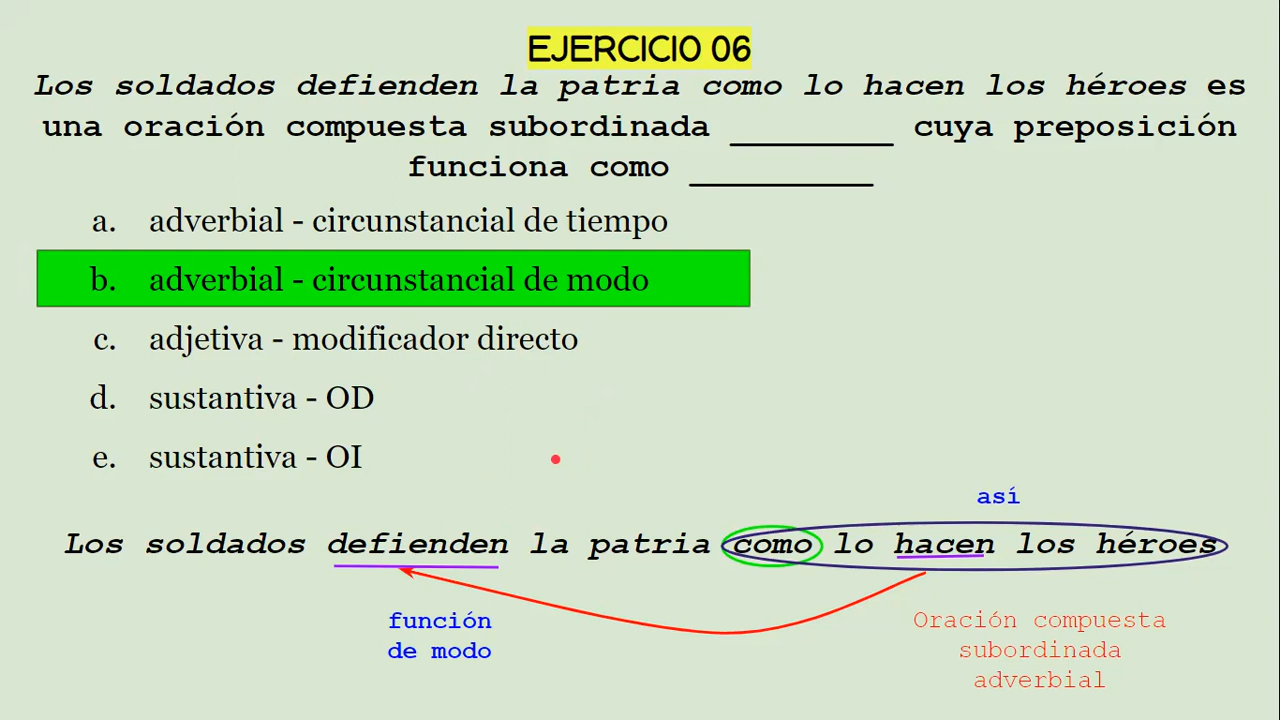 EJERCICIO 06
Los soldados defienden la patria como lo hacen los héroes es
una oración compuesta subordinada ________ cuya preposición
funciona como _________
a. adverbial - circunstancial de tiempo
b. adverbial - circunstancial de modo
c. adjetiva - modificador directo
d. sustantiva - OD
e. sustantiva - OI
así
Los soldados defienden la patria como lo hacen los héroes
función
de modo
Oración compuesta
subordinada
adverbial